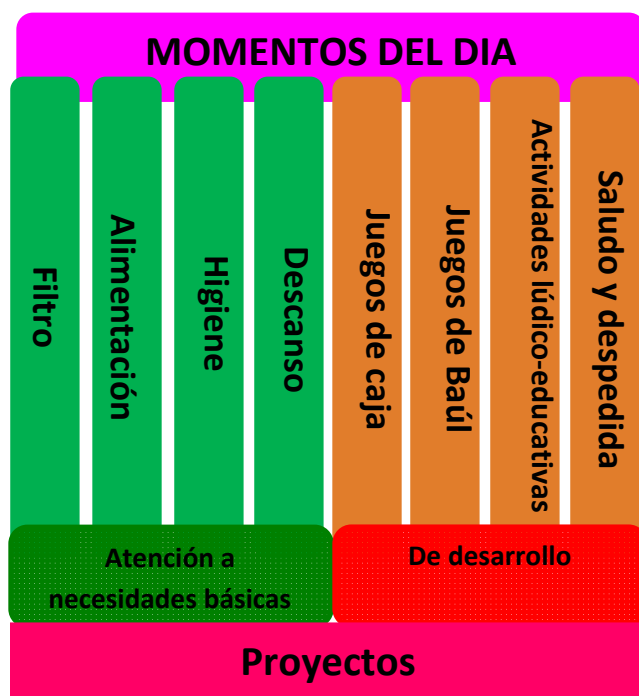 MOMENTOS DEL DIA
Filtro
Alimentación
Higiene
Descanso
Juegos de caja
Juegos de Baúl
Actividades lúdico-educativas
Saludo y despedida
Atención a
necesidades básicas
De desarrollo
Proyectos